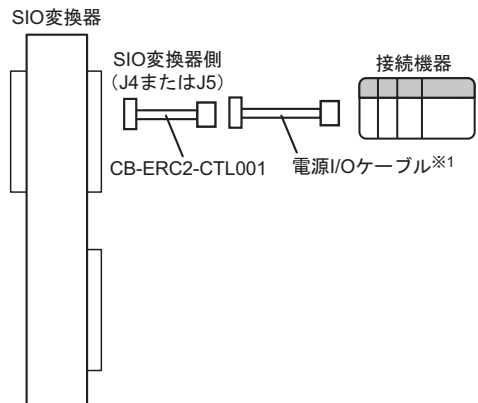 SIO変換器
SIO変換器側
（J4またはJ5）
接続機器
CB-ERC2-CTL001
電源I/Oケーブル※1